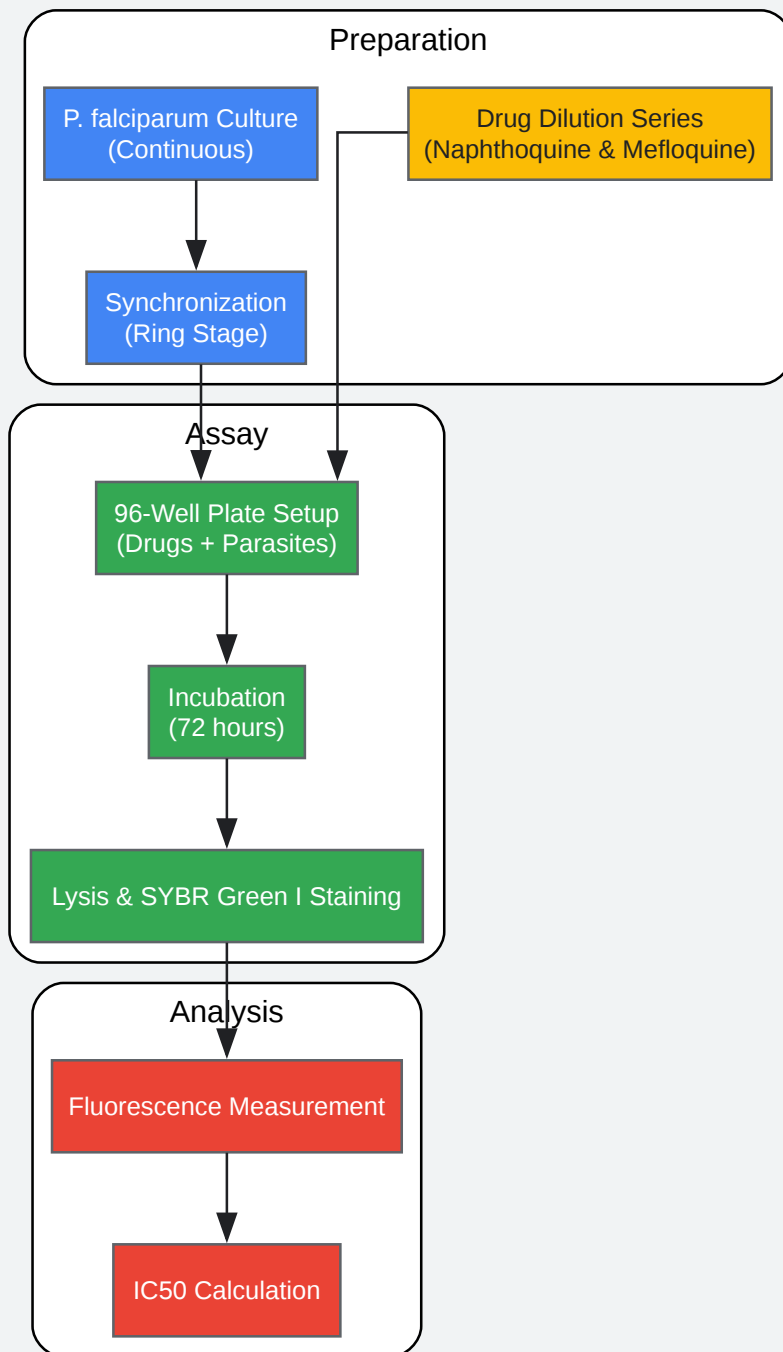 Preparation
P. falciparum Culture
(Continuous)
Drug Dilution Series
(Naphthoquine & Mefloquine)
Synchronization
(Ring Stage)
Assay
96-Well Plate Setup
(Drugs + Parasites)
Incubation
(72 hours)
Lysis & SYBR Green I Staining
Analysis
Fluorescence Measurement
IC50 Calculation